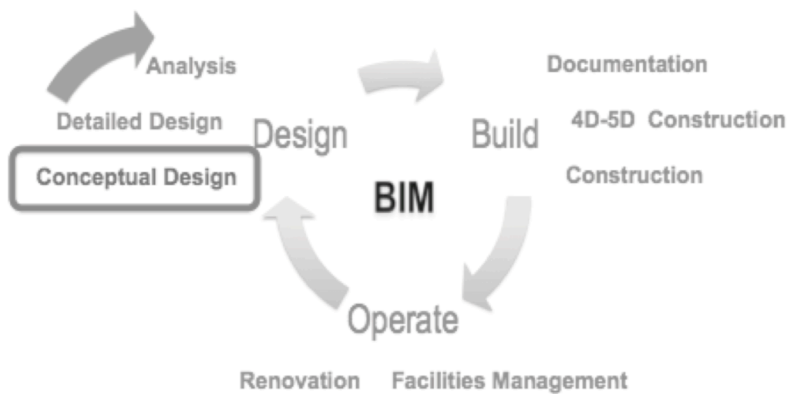 Analysis
Documentation
Detailed Design
Design
Build
4D-5D Construction
Conceptual Design
BIM
Construction
Operate
Renovation Facilities Management